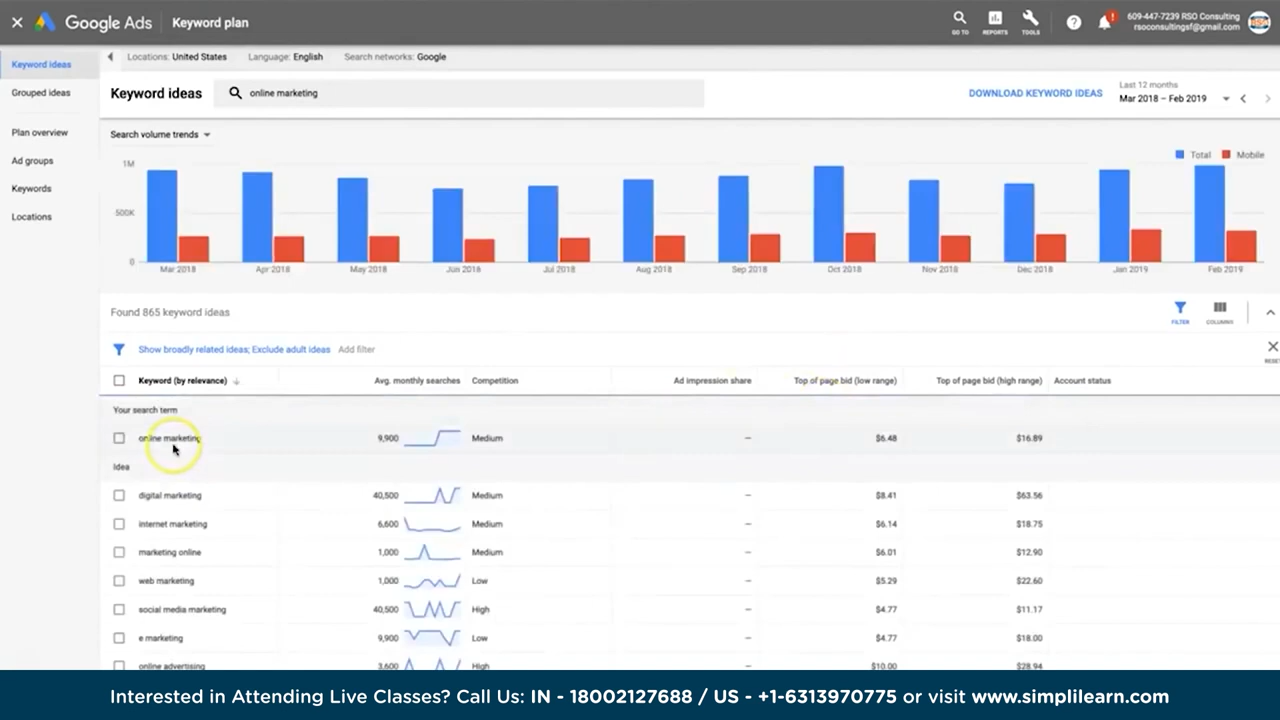 Google Ads Keyword plan GO TO REPORTS TOOLS 609-447-7239 RSO Consulting
rsoconsultingsf@gmail.com
Keyword ideas
Grouped ideas
Plan overview
Ad groups
Keywords
Locations
Locations: United States Language: English Search networks: Google
Keyword ideas online marketing DOWNLOAD KEYWORD IDEAS Last 12 months
Mar 2018 – Feb 2019
Search volume trends
Total Mobile
1M
500K
0
Mar 2018 Apr 2018 May 2018 Jun 2018 Jul 2018 Aug 2018 Sep 2018 Oct 2018 Nov 2018 Dec 2018 Jan 2019 Feb 2019
Found 865 keyword ideas FILTER COLUMNS
Show broadly related ideas; Exclude adult ideas Add filter
Keyword (by relevance) Avg. monthly searches Competition Ad impression share Top of page bid (low range) Top of page bid (high range) Account status
Your search term
online marketing 9,900 Medium – $6.48 $16.89
Idea
digital marketing 40,500 Medium – $8.41 $63.56
internet marketing 6,600 Medium – $6.14 $18.75
marketing online 1,000 Medium – $6.01 $12.90
web marketing 1,000 Low – $5.29 $22.60
social media marketing 40,500 High – $4.77 $11.17
e marketing 9,900 Low – $4.77 $18.00
online advertising 3,600 High – $10.00 $28.94
Interested in Attending Live Classes? Call Us: IN - 18002127688 / US - +1-6313970775 or visit www.simplilearn.com